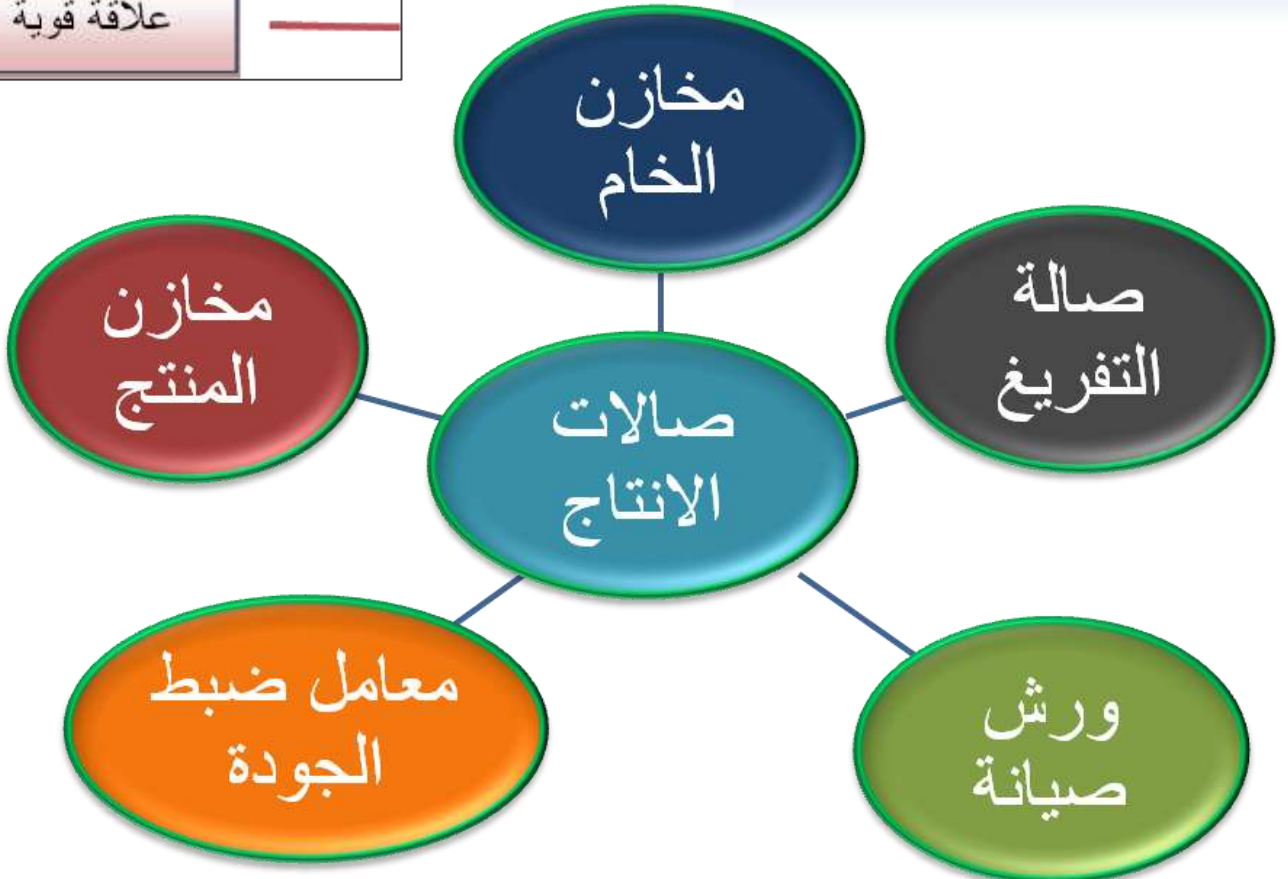 علاقة قوية
مخازن
الخام
صالة
التفريغ
مخازن
المنتج
صالات
الانتاج
معامل ضبط
الجودة
ورش
صيانة